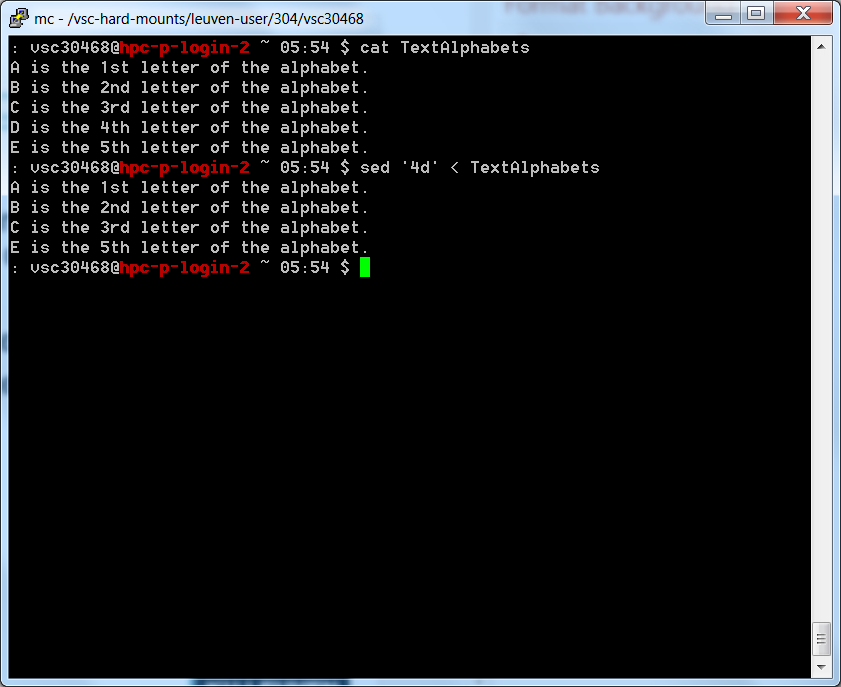 mc - /vsc-hard-mounts/leuven-user/304/vsc30468
: vsc30468@hpc-p-login-2 ~ 05:54 $ cat TextAlphabets
A is the 1st letter of the alphabet.
B is the 2nd letter of the alphabet.
C is the 3rd letter of the alphabet.
D is the 4th letter of the alphabet.
E is the 5th letter of the alphabet.
: vsc30468@hpc-p-login-2 ~ 05:54 $ sed '4d' < TextAlphabets
A is the 1st letter of the alphabet.
B is the 2nd letter of the alphabet.
C is the 3rd letter of the alphabet.
E is the 5th letter of the alphabet.
: vsc30468@hpc-p-login-2 ~ 05:54 $